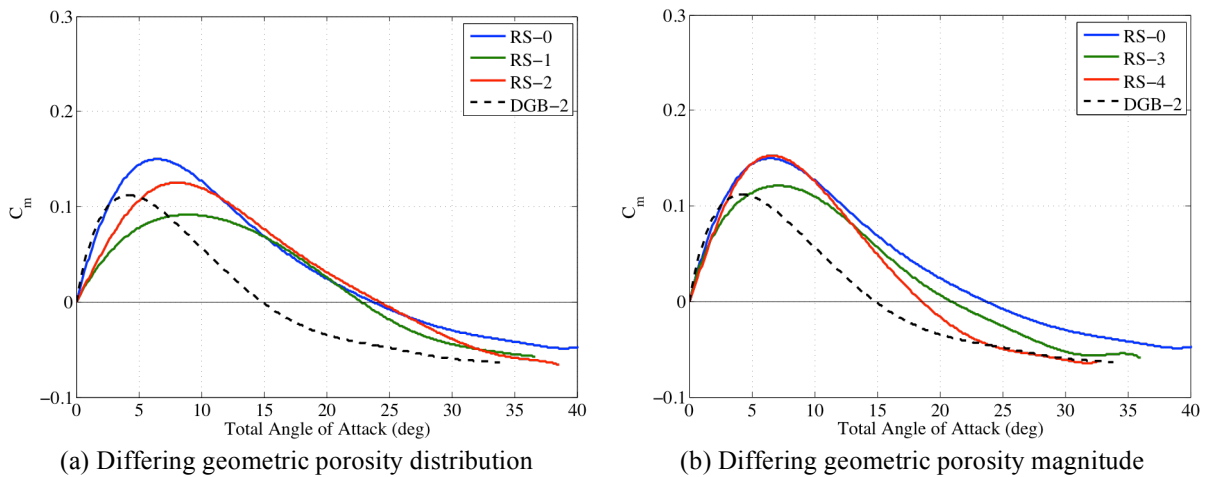 0.3
0.2
0.1
0
−0.1
C_m
0 5 10 15 20 25 30 35 40
Total Angle of Attack (deg)
RS−0
RS−1
RS−2
DGB−2
(a) Differing geometric porosity distribution
0.3
0.2
0.1
0
−0.1
C_m
0 5 10 15 20 25 30 35 40
Total Angle of Attack (deg)
RS−0
RS−3
RS−4
DGB−2
(b) Differing geometric porosity magnitude